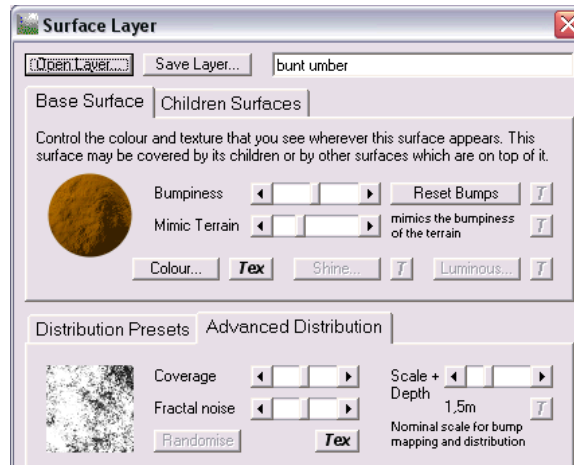 Surface Layer
Open Layer... Save Layer... bunt umber
Base Surface Children Surfaces
Control the colour and texture that you see wherever this surface appears. This
surface may be covered by its children or by other surfaces which are on top of it.
Bumpiness Reset Bumps T
Mimic Terrain mimics the bumpiness
of the terrain T
Colour... Tex Shine... T Luminous... T
Distribution Presets Advanced Distribution
Coverage Scale +
Depth
Fractal noise 1,5m T
Randomise Tex Nominal scale for bump
mapping and distribution